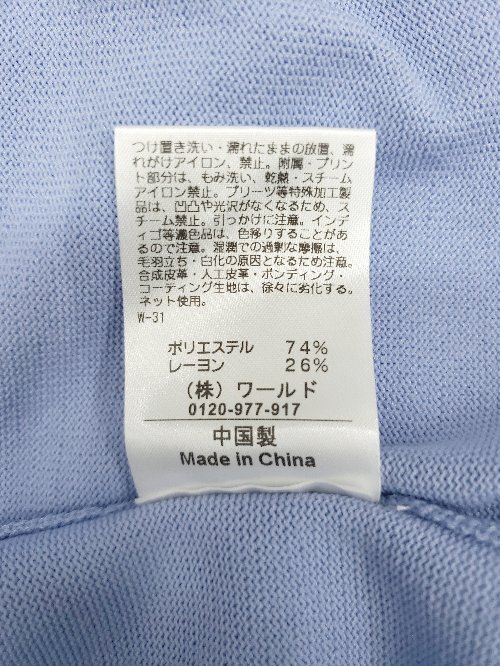 つけ置き洗い・濡れたままの放置、濡
れがけアイロン、禁止。附属・プリン
ト部分は、もみ洗い、乾熱・スチーム
アイロン禁止。プリーツ等特殊加工製
品は、凹凸や光沢がなくなるため、ス
チーム禁止。引っかけに注意。インディ
ゴ等濃色品は、色移りすることがあ
るので注意。湿潤での過剰な摩擦は、
毛羽立ち・白化の原因となるため注意。
合成皮革・人工皮革・ボンディング・
コーティング生地は、徐々に劣化する。
ネット使用。
W-31
ポリエステル 74%
レーヨン 26%
（株）ワールド
0120-977-917
中国製
Made in China